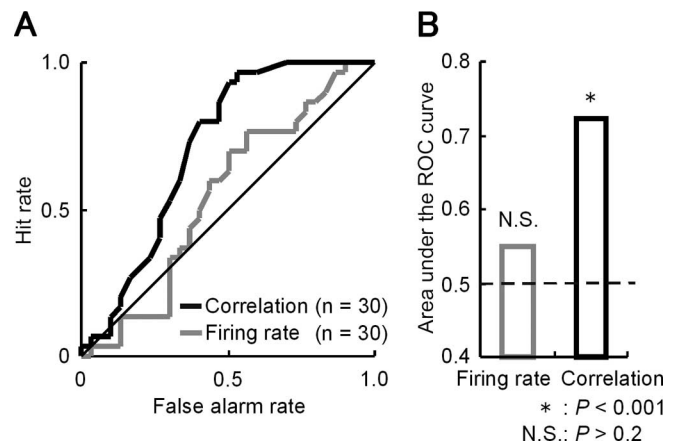 A
Hit rate
1.0
0.5
0
Correlation (n = 30)
Firing rate (n = 30)
0
0.5
1.0
False alarm rate
B
Area under the ROC curve
0.8
0.7
0.6
0.5
0.4
N.S.
*
Firing rate
Correlation
* : P < 0.001
N.S.: P > 0.2